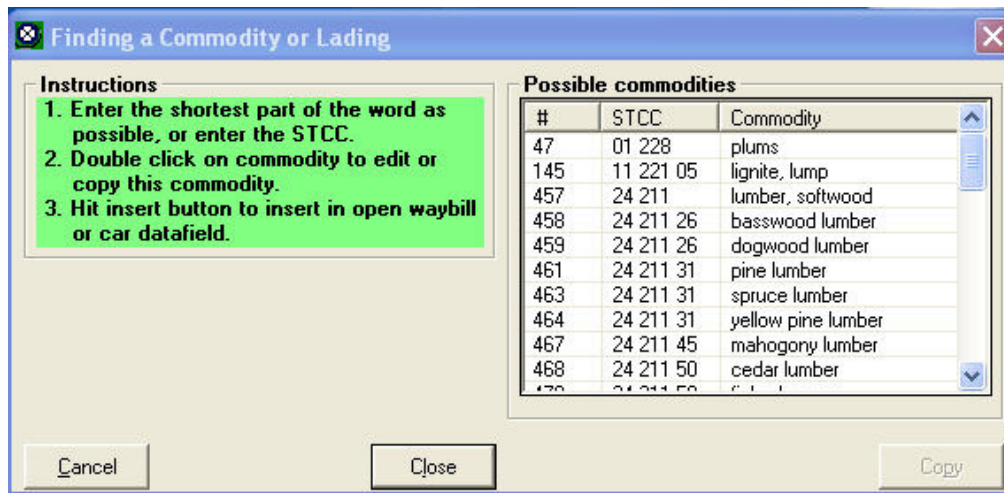 Finding a Commodity or Lading
Instructions
1. Enter the shortest part of the word as
possible, or enter the STCC.
2. Double click on commodity to edit or
copy this commodity.
3. Hit insert button to insert in open waybill
or car datafield.
Possible commodities
# STCC Commodity
47 01 228 plums
145 11 221 05 lignite, lump
457 24 211 lumber, softwood
458 24 211 26 basswood lumber
459 24 211 26 dogwood lumber
461 24 211 31 pine lumber
463 24 211 31 spruce lumber
464 24 211 31 yellow pine lumber
467 24 211 45 mahogony lumber
468 24 211 50 cedar lumber
Cancel Close Copy